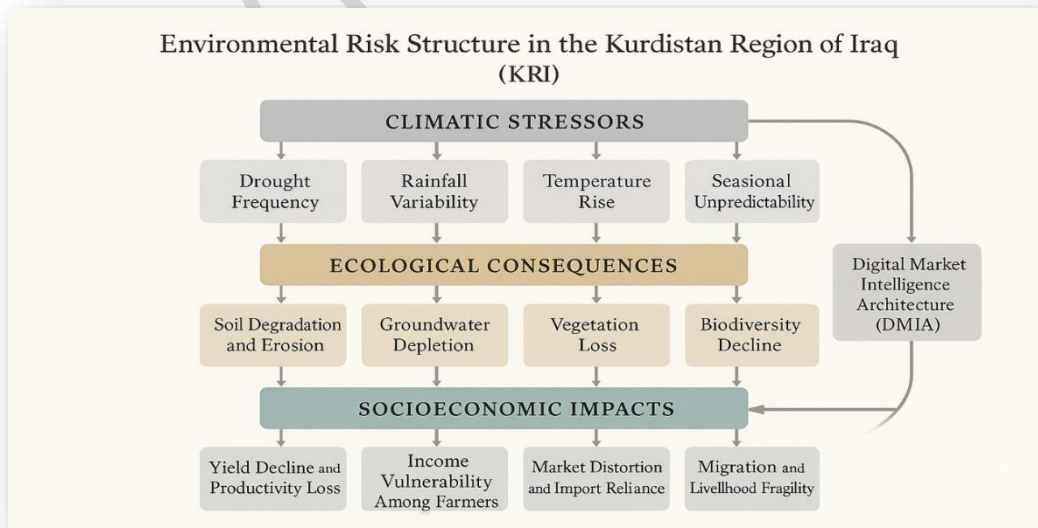 Environmental Risk Structure in the Kurdistan Region of Iraq
(KRI)
CLIMATIC STRESSORS
Drought
Frequency
Rainfall
Variability
Temperature
Rise
Seasonal
Unpredictability
ECOLOGICAL CONSEQUENCES
Digital Market
Intelligence
Architecture
(DMIA)
Soil Degradation
and Erosion
Groundwater
Depletion
Vegetation
Loss
Biodiversity
Decline
SOCIOECONOMIC IMPACTS
Yield Decline and
Productivity Loss
Income
Vulnerability
Among Farmers
Market Distortion
and Import Reliance
Migration and
Livellhood Fragility